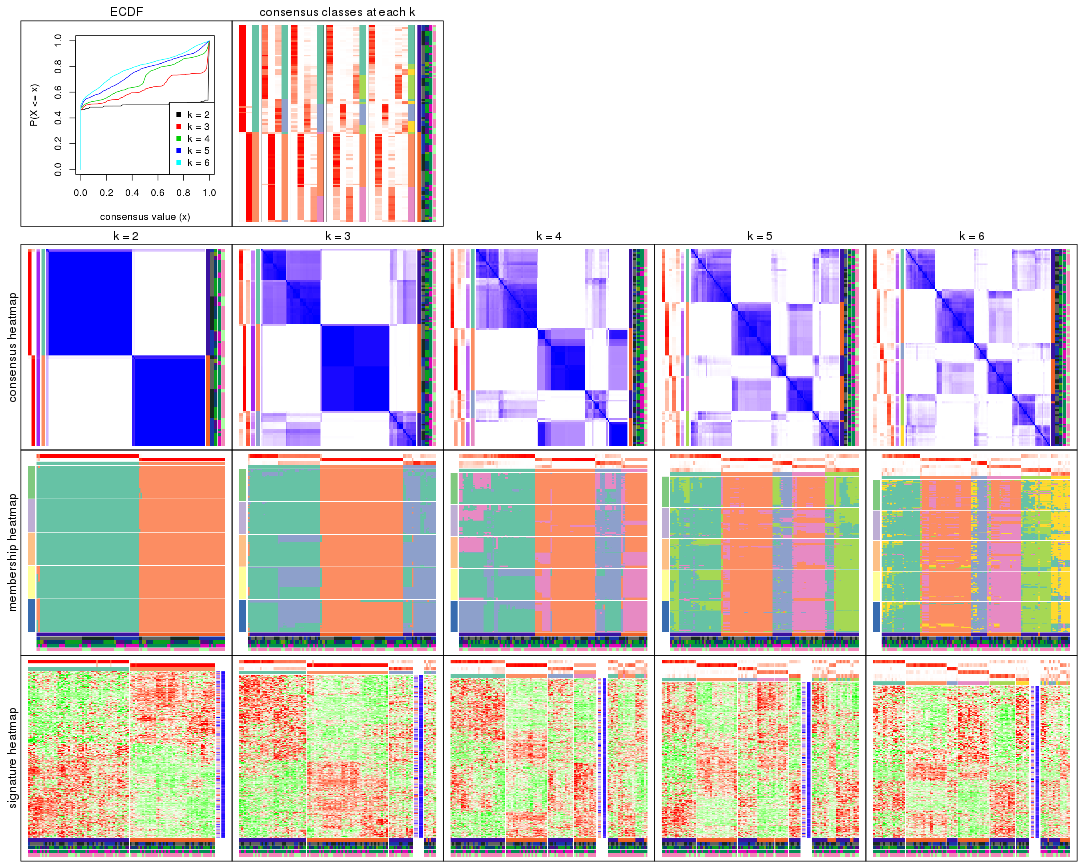 ECDF
consensus classes at each k
P(X <= x)
0.0 0.2 0.4 0.6 0.8 1.0
k = 2
k = 3
k = 4
k = 5
k = 6
0.0 0.2 0.4 0.6 0.8 1.0
consensus value (x)
k = 2
k = 3
k = 4
k = 5
k = 6
consensus heatmap
membership heatmap
signature heatmap